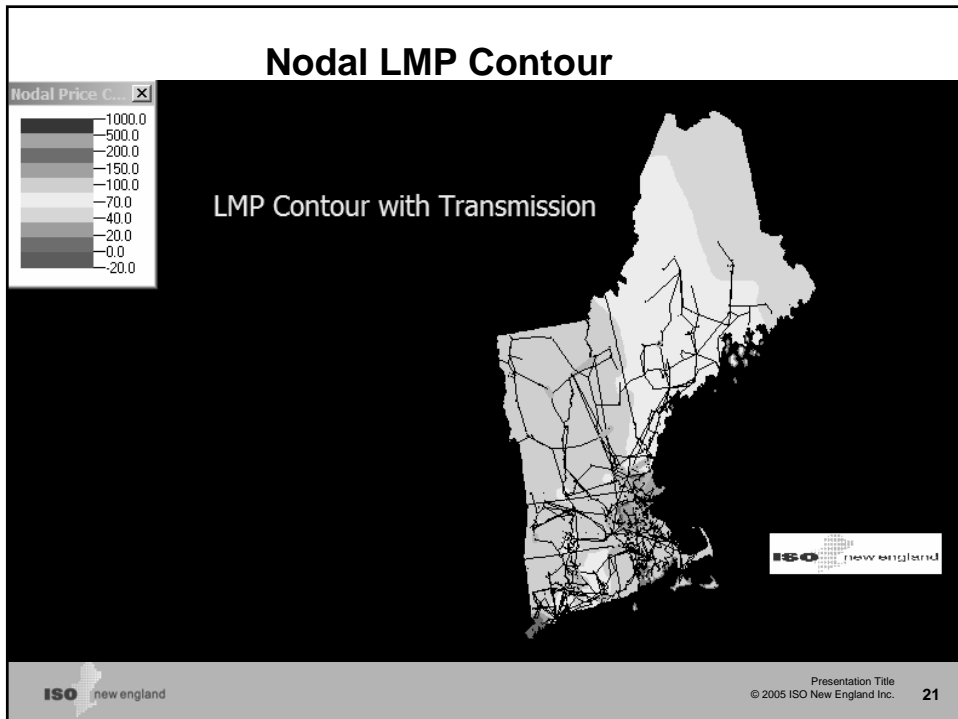 Nodal LMP Contour
Nodal Price C...
1000.0
500.0
200.0
150.0
100.0
70.0
40.0
20.0
0.0
-20.0
LMP Contour with Transmission
ISO new england
ISO new england
Presentation Title
© 2005 ISO New England Inc.
21